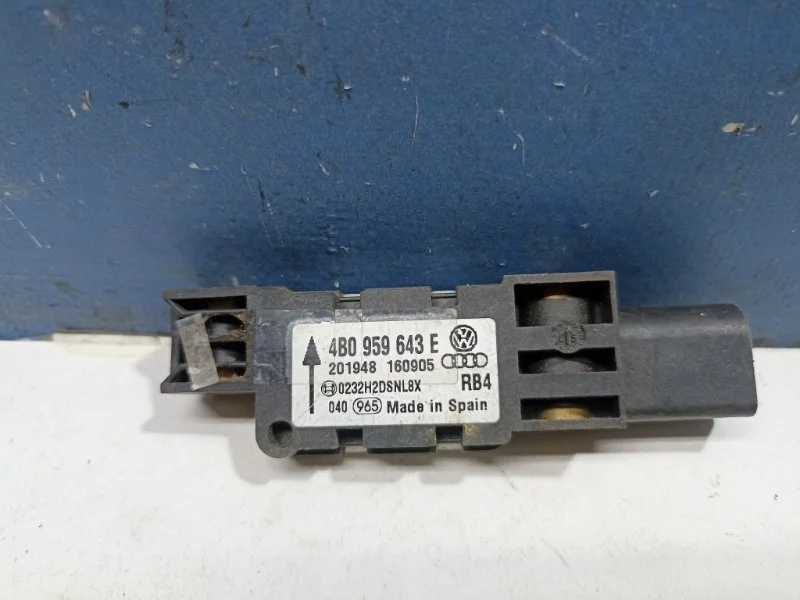 4B0 959 643 E
201948 160905
0232H2DSNL8X RB4
040 965 Made in Spain